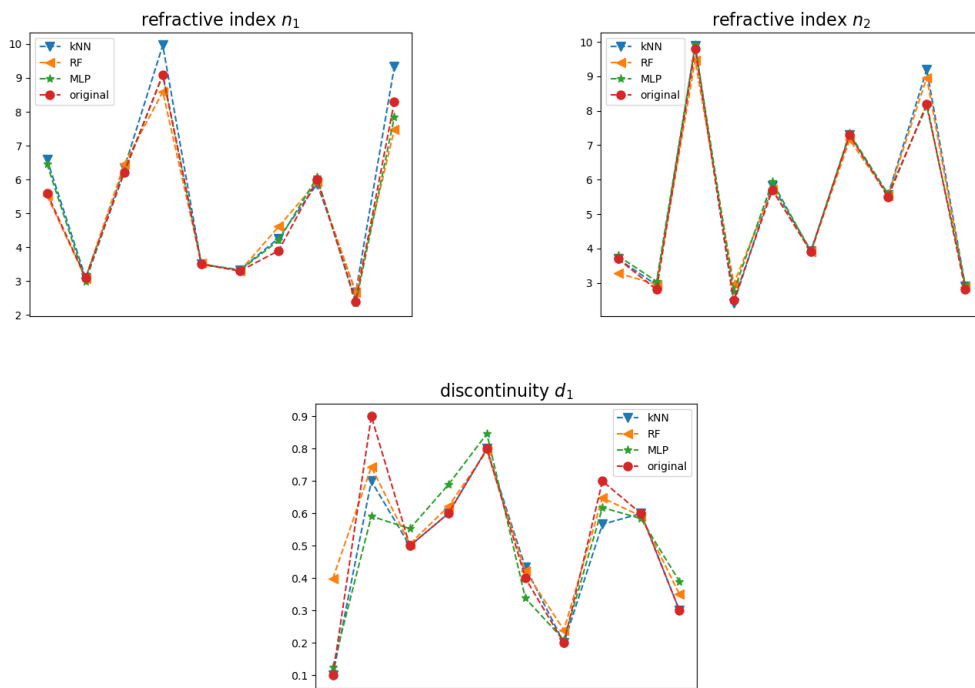 refractive index n₁
10
9
8
7
6
5
4
3
2
kNN
RF
MLP
original
refractive index n₂
10
9
8
7
6
5
4
3
kNN
RF
MLP
original
discontinuity d₁
0.9
0.8
0.7
0.6
0.5
0.4
0.3
0.2
0.1
kNN
RF
MLP
original